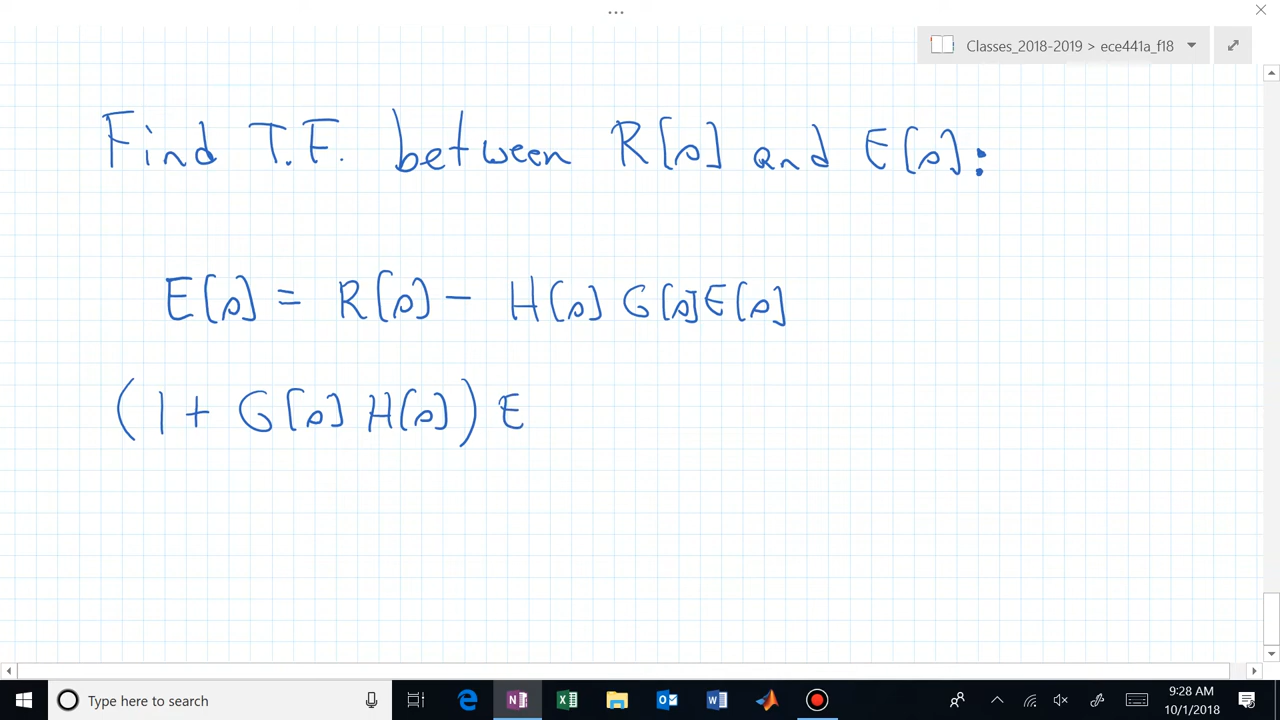 ...
Classes_2018-2019 > ece441a_f18
Find T.F. between R[s] and E[s]:
E[s] = R[s] - H[s] G[s]E[s]
(1 + G[s] H[s]) E
Type here to search
9:28 AM
10/1/2018